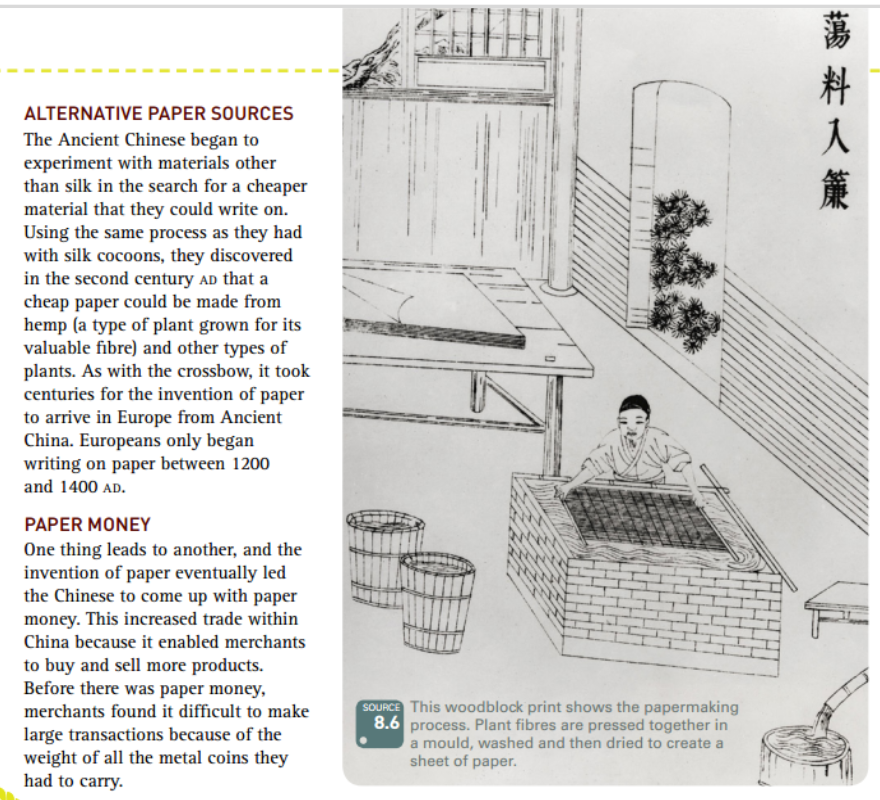 ALTERNATIVE PAPER SOURCES
The Ancient Chinese began to
experiment with materials other
than silk in the search for a cheaper
material that they could write on.
Using the same process as they had
with silk cocoons, they discovered
in the second century AD that a
cheap paper could be made from
hemp (a type of plant grown for its
valuable fibre) and other types of
plants. As with the crossbow, it took
centuries for the invention of paper
to arrive in Europe from Ancient
China. Europeans only began
writing on paper between 1200
and 1400 AD.
PAPER MONEY
One thing leads to another, and the
invention of paper eventually led
the Chinese to come up with paper
money. This increased trade within
China because it enabled merchants
to buy and sell more products.
Before there was paper money,
merchants found it difficult to make
large transactions because of the
weight of all the metal coins they
had to carry.
蕩料入簾
SOURCE
8.6
This woodblock print shows the papermaking
process. Plant fibres are pressed together in
a mould, washed and then dried to create a
sheet of paper.